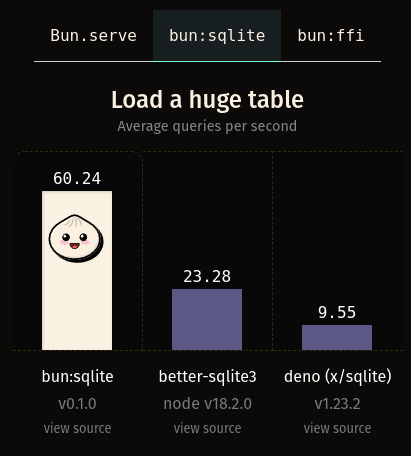 Bun.serve bun:sqlite bun:ffi
Load a huge table
Average queries per second
60.24
23.28
9.55
bun:sqlite better-sqlite3 deno (x/sqlite)
v0.1.0 node v18.2.0 v1.23.2
view source view source view source